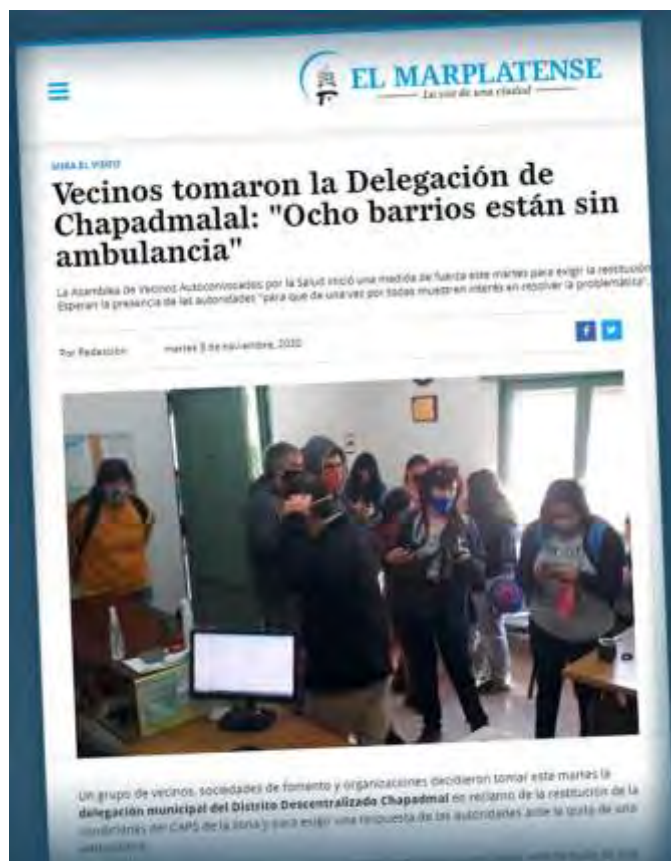 EL MARPLATENSE
La voz de una ciudad
MIRA EL VIDEO
Vecinos tomaron la Delegación de
Chapadmalal: "Ocho barrios están sin
ambulancia"
La Asamblea De Vecinos Autoconvocados por la Salud inició una medida de fuerza este martes para exigir la restitución
Esperan la presencia de las autoridades "para que de una vez por todas muestren interés en resolver la problemática".
Por Redacción
martes 3 de noviembre, 2020
Un grupo de vecinos, sociedades de fomento y organizaciones decidieron tomar este martes la
delegación municipal del Distrito Descentralizado Chapadmal en reclamo de la restitución de la
condiciones del CAPS de la zona y para exigir una respuesta de las autoridades ante la quita de una